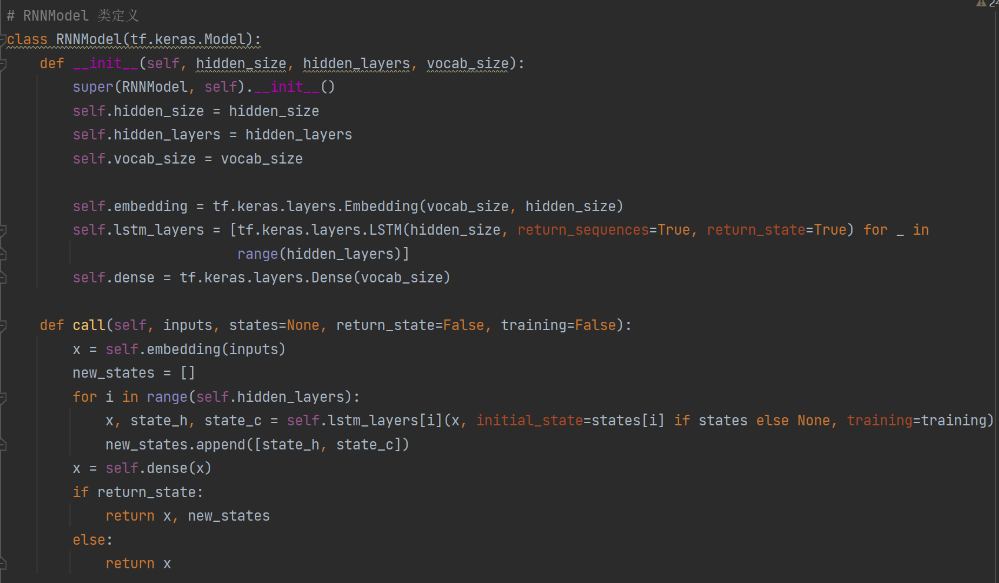 24
# RNNModel 类定义
class RNNModel(tf.keras.Model):
    def __init__(self, hidden_size, hidden_layers, vocab_size):
        super(RNNModel, self).__init__()
        self.hidden_size = hidden_size
        self.hidden_layers = hidden_layers
        self.vocab_size = vocab_size

        self.embedding = tf.keras.layers.Embedding(vocab_size, hidden_size)
        self.lstm_layers = [tf.keras.layers.LSTM(hidden_size, return_sequences=True, return_state=True) for _ in
                            range(hidden_layers)]
        self.dense = tf.keras.layers.Dense(vocab_size)

    def call(self, inputs, states=None, return_state=False, training=False):
        x = self.embedding(inputs)
        new_states = []
        for i in range(self.hidden_layers):
            x, state_h, state_c = self.lstm_layers[i](x, initial_state=states[i] if states else None, training=training)
            new_states.append([state_h, state_c])
        x = self.dense(x)
        if return_state:
            return x, new_states
        else:
            return x